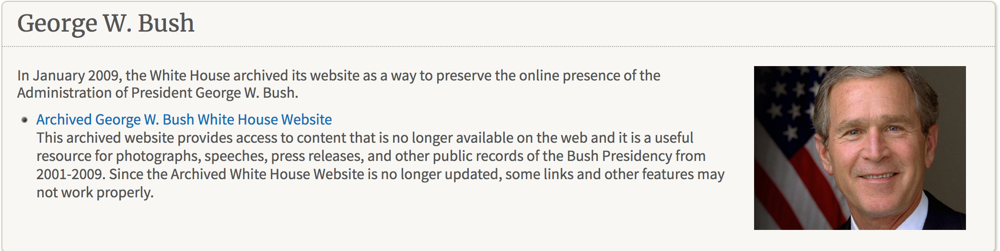 George W. Bush
In January 2009, the White House archived its website as a way to preserve the online presence of the
Administration of President George W. Bush.
Archived George W. Bush White House Website
This archived website provides access to content that is no longer available on the web and it is a useful
resource for photographs, speeches, press releases, and other public records of the Bush Presidency from
2001-2009. Since the Archived White House Website is no longer updated, some links and other features may
not work properly.